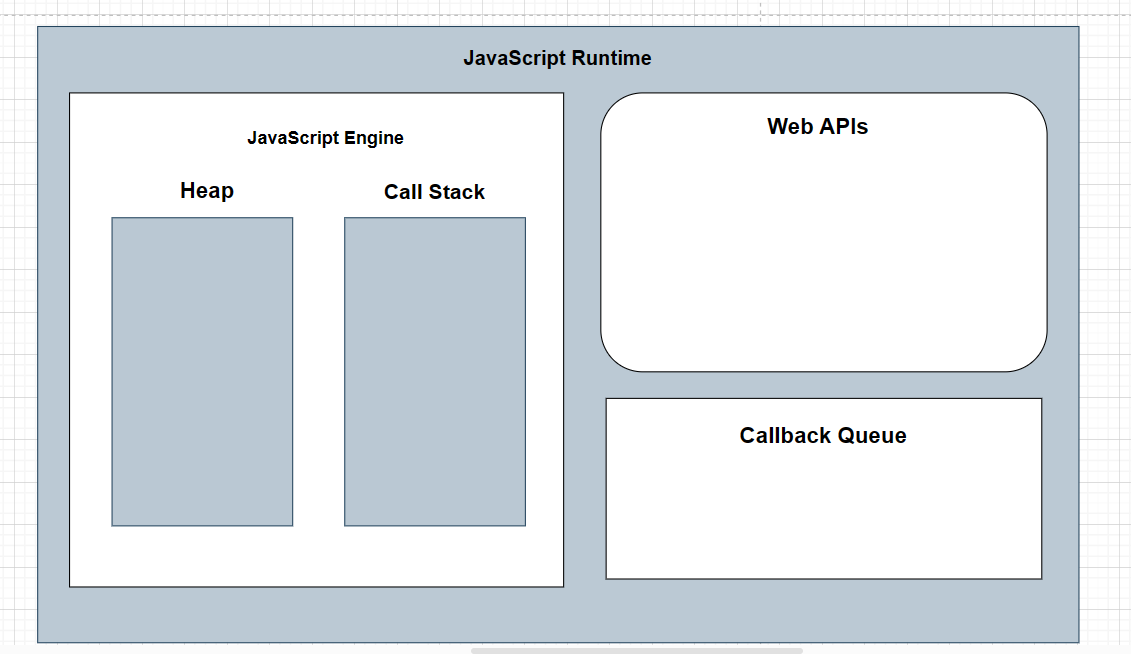 JavaScript Runtime
JavaScript Engine
Heap
Call Stack
Web APIs
Callback Queue